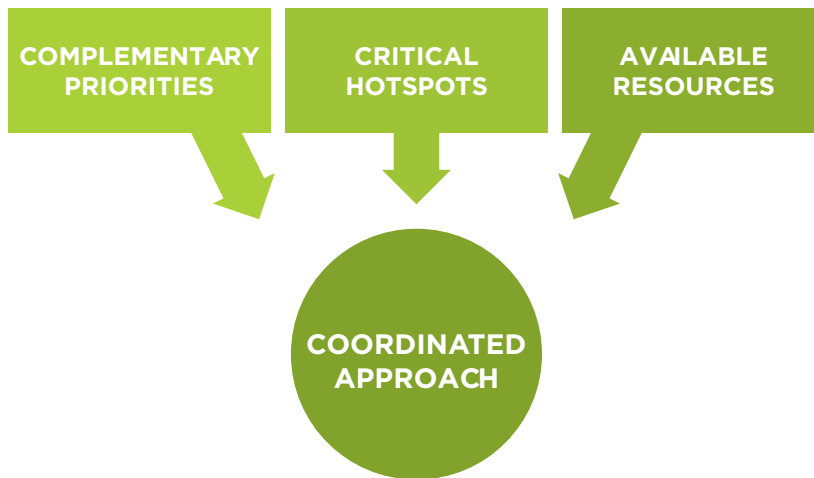 COMPLEMENTARY
PRIORITIES
CRITICAL
HOTSPOTS
AVAILABLE
RESOURCES
COORDINATED
APPROACH